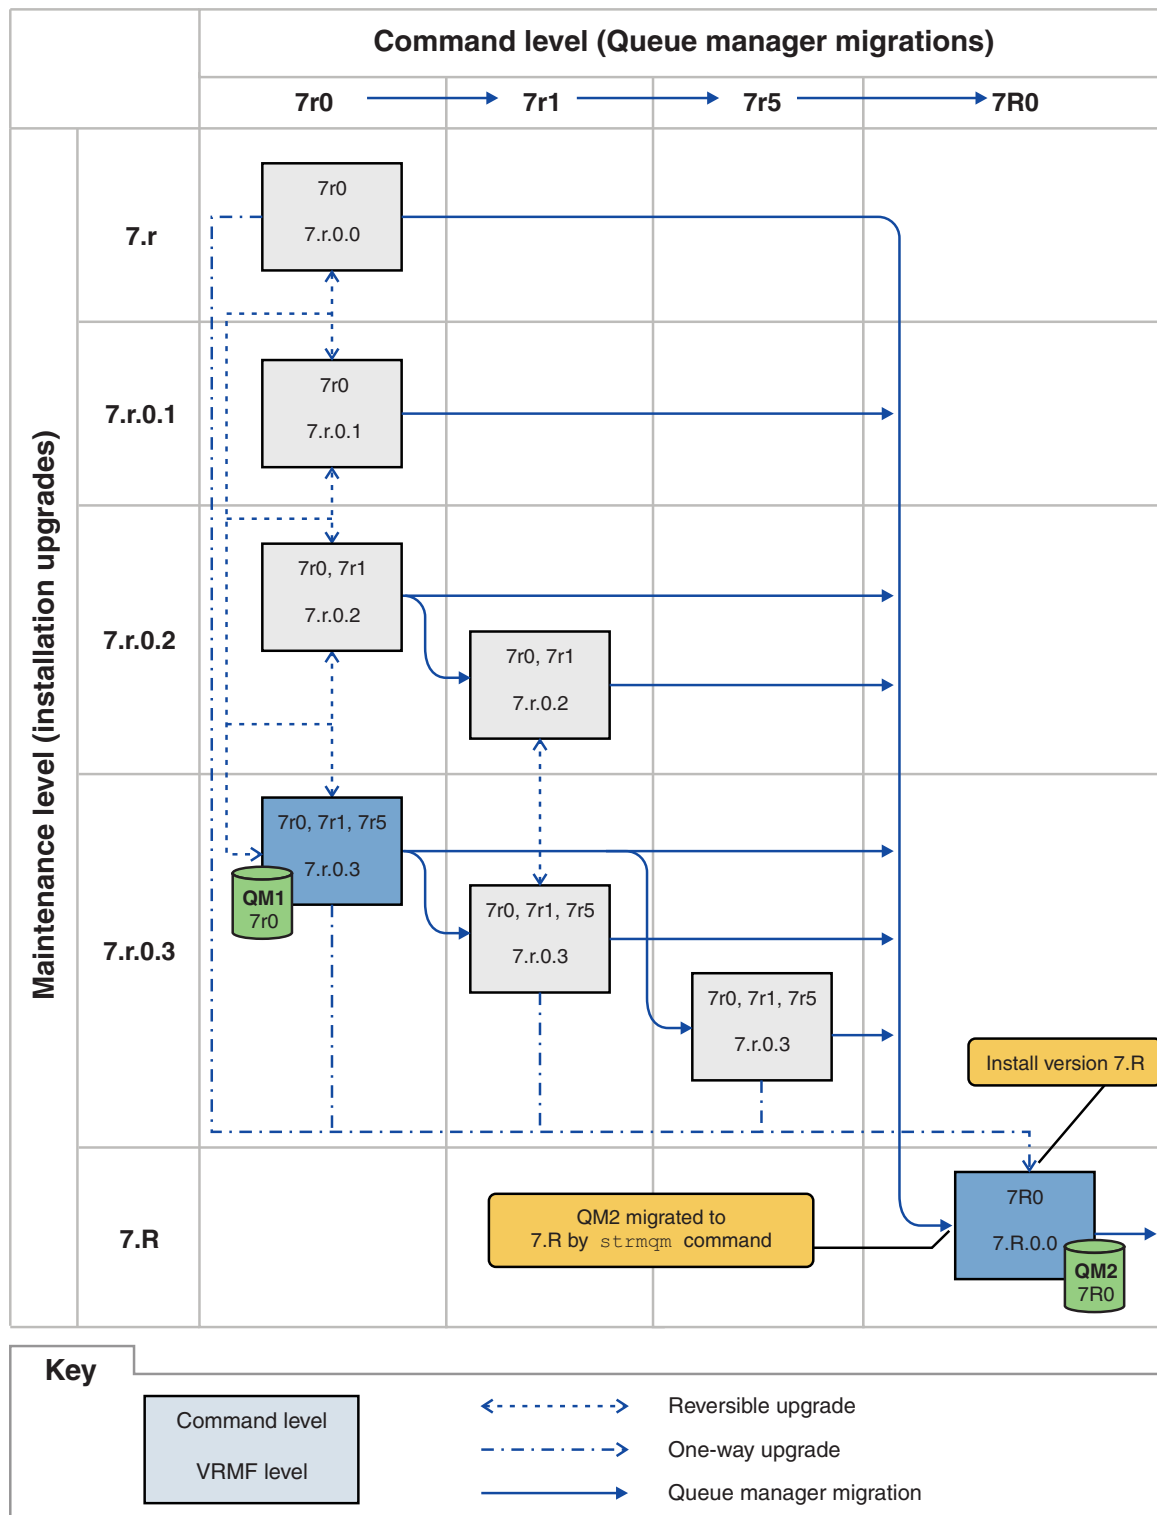 Command level (Queue manager migrations)
7r0
7r1
7r5
7R0
Maintenance level (installation upgrades)
7.r
7r0
7.r.0.0
7.r.0.1
7r0
7.r.0.1
7.r.0.2
7r0, 7r1
7.r.0.2
7r0, 7r1
7.r.0.2
7.r.0.3
7r0, 7r1, 7r5
7.r.0.3
QM1
7r0
7r0, 7r1, 7r5
7.r.0.3
7r0, 7r1, 7r5
7.r.0.3
Install version 7.R
7.R
QM2 migrated to
7.R by strmqm command
7R0
7.R.0.0
QM2
7R0
Key
Command level
VRMF level
Reversible upgrade
One-way upgrade
Queue manager migration